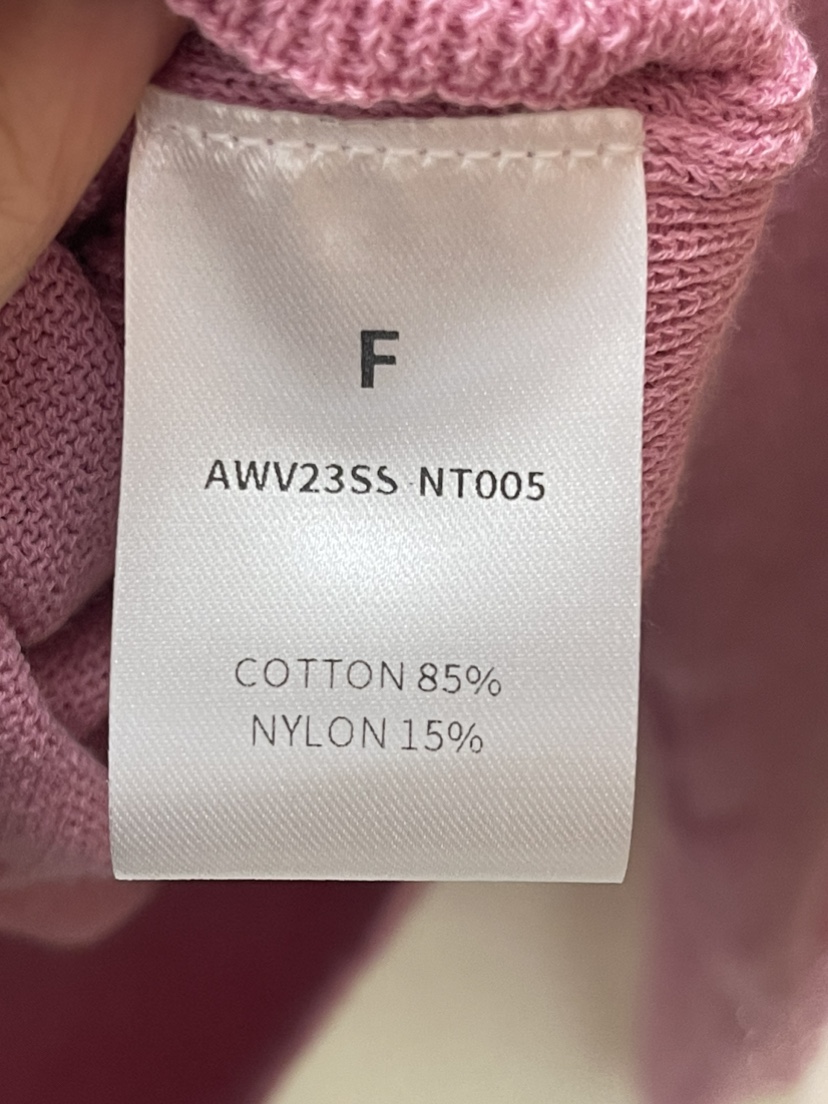 F
AWV23SS NT005
COTTON 85%
NYLON 15%